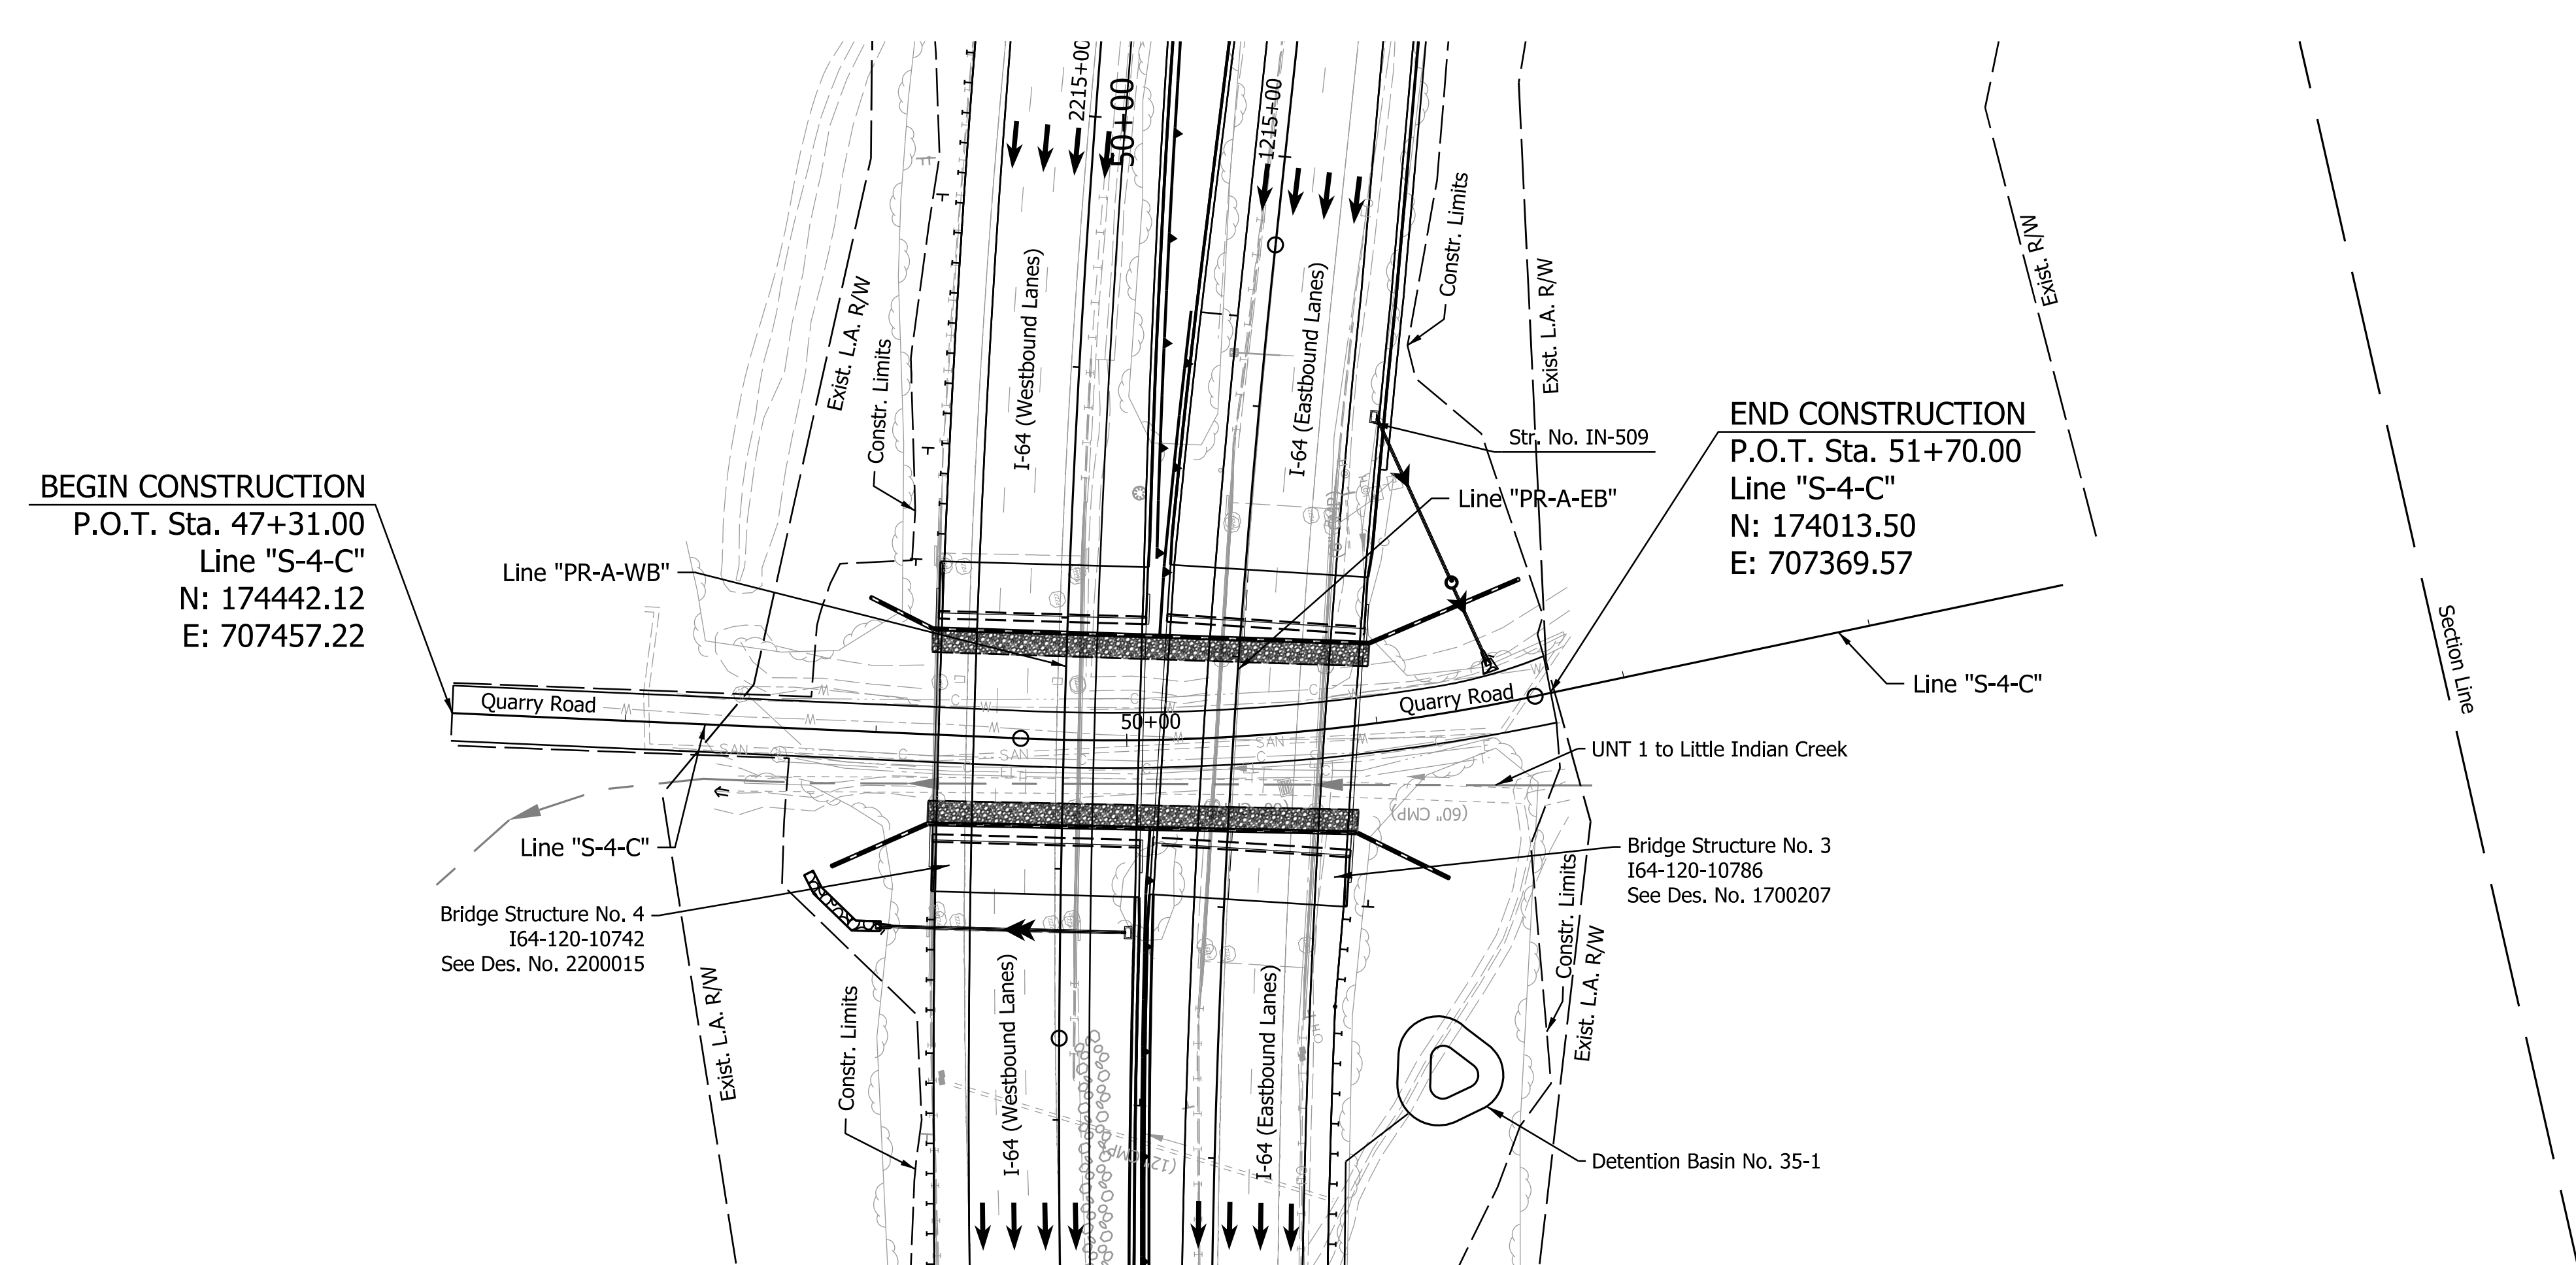 2215+00
50+00
1215+00
I-64 (Westbound Lanes)
I-64 (Eastbound Lanes)
Exist. L.A. R/W
Constr. Limits
Constr. Limits
Exist. L.A. R/W
Exist. R/W
BEGIN CONSTRUCTION
P.O.T. Sta. 47+31.00
Line "S-4-C"
N: 174442.12
E: 707457.22
END CONSTRUCTION
P.O.T. Sta. 51+70.00
Line "S-4-C"
N: 174013.50
E: 707369.57
Str. No. IN-509
Line "PR-A-EB"
Line "PR-A-WB"
Section Line
Quarry Road
50+00
Quarry Road
Line "S-4-C"
W
W
W
W
W
W
W
C
C
C
SAN
SAN
SAN
UNT 1 to Little Indian Creek
(60" CMP)
Line "S-4-C"
Bridge Structure No. 4
I64-120-10742
See Des. No. 2200015
Bridge Structure No. 3
I64-120-10786
See Des. No. 1700207
Exist. L.A. R/W
Constr. Limits
I-64 (Westbound Lanes)
I-64 (Eastbound Lanes)
Constr. Limits
Exist. L.A. R/W
(12" CMP)
Detention Basin No. 35-1